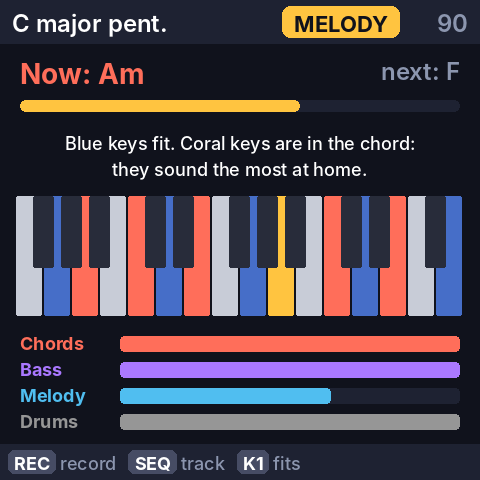 C major pent. MELODY 90
Now: Am next: F
Blue keys fit. Coral keys are in the chord:
they sound the most at home.
Chords
Bass
Melody
Drums
REC record SEQ track K1 fits